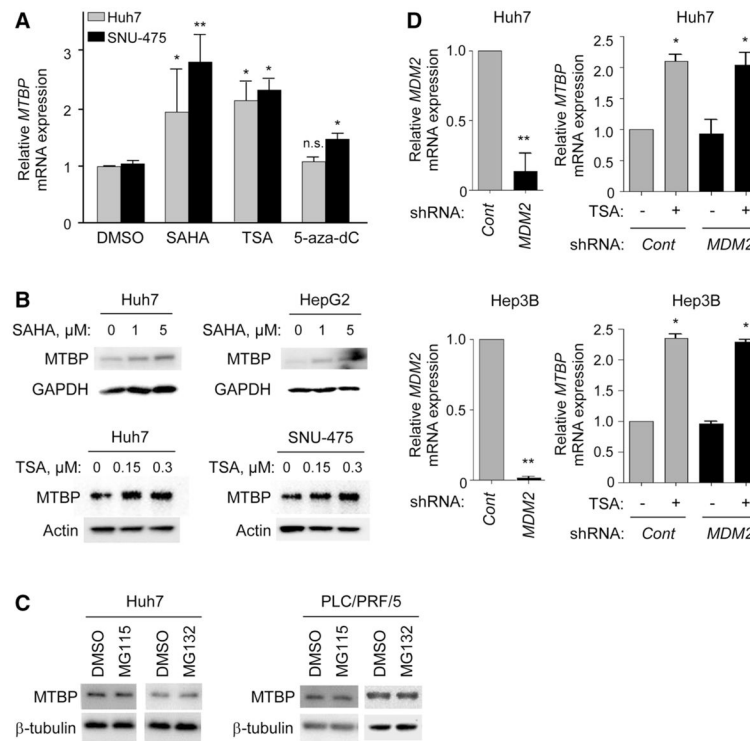 A
Huh7
SNU-475
Relative MTBP
mRNA expression
3
2
1
0
*
**
*
*
n.s.
*
DMSO
SAHA
TSA
5-aza-dC
B
Huh7
SAHA, μM: 0 1 5
MTBP
GAPDH
HepG2
SAHA, μM: 0 1 5
MTBP
GAPDH
Huh7
TSA, μM: 0 0.15 0.3
MTBP
Actin
SNU-475
TSA, μM: 0 0.15 0.3
MTBP
Actin
C
Huh7
DMSO
MG115
DMSO
MG132
MTBP
β-tubulin
PLC/PRF/5
DMSO
MG115
DMSO
MG132
MTBP
β-tubulin
D
Huh7
Relative MDM2
mRNA expression
1.0
0.5
0
**
shRNA:
Cont
MDM2
Huh7
Relative MTBP
mRNA expression
2.5
2.0
1.5
1.0
0.5
0
*
*
TSA: - + - +
shRNA: Cont MDM2
Hep3B
Relative MDM2
mRNA expression
1.0
0.5
0
**
shRNA:
Cont
MDM2
Hep3B
Relative MTBP
mRNA expression
2.5
2.0
1.5
1.0
0.5
0.0
*
*
TSA: - + - +
shRNA: Cont MDM2